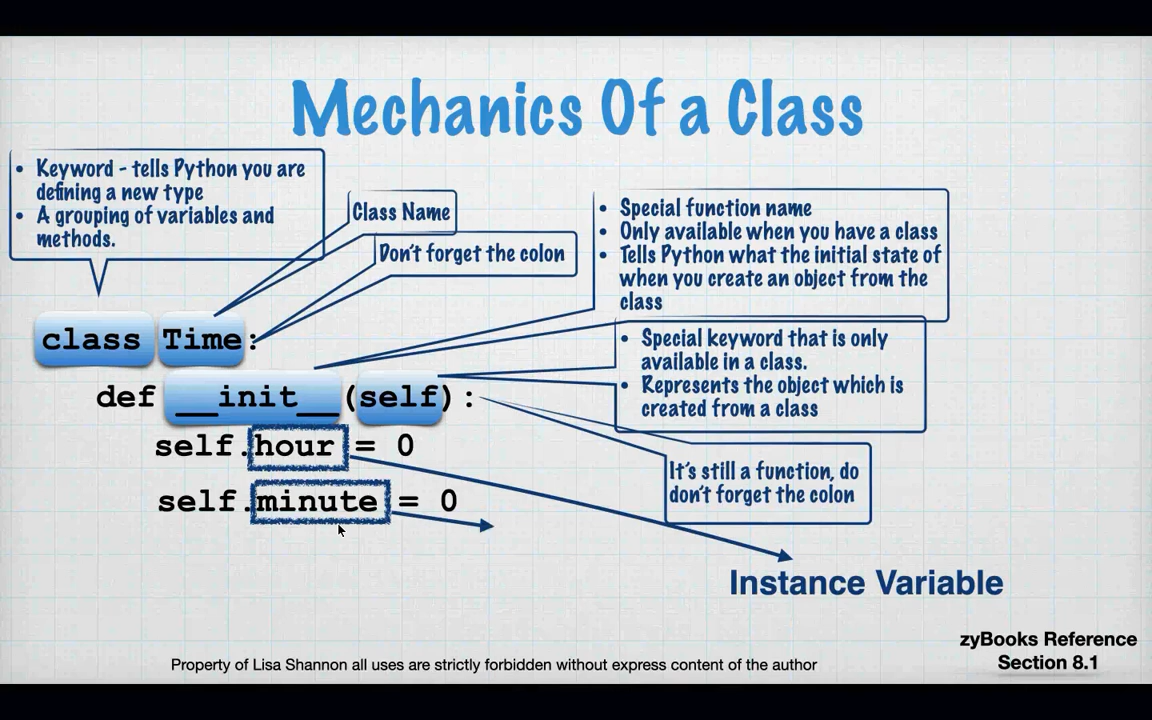 Mechanics Of a Class
• Keyword - tells Python you are
defining a new type
• A grouping of variables and
methods.
Class Name
Don't forget the colon
• Special function name
• Only available when you have a class
• Tells Python what the initial state of
when you create an object from the
class
class Time:
• Special keyword that is only
available in a class.
• Represents the object which is
created from a class
def __init__(self):
self.hour = 0
It's still a function, do
don't forget the colon
self.minute = 0
Instance Variable
zyBooks Reference
Section 8.1
Property of Lisa Shannon all uses are strictly forbidden without express content of the author